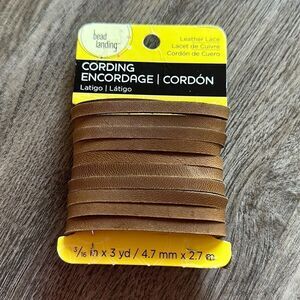 bead
landing™
Leather Lace
Lacet de Cuivre
Cordón de Cuero
CORDING
ENCORDAGE | CORDÓN
Latigo | Látigo
3/16 in x 3 yd / 4.7 mm x 2.7 m